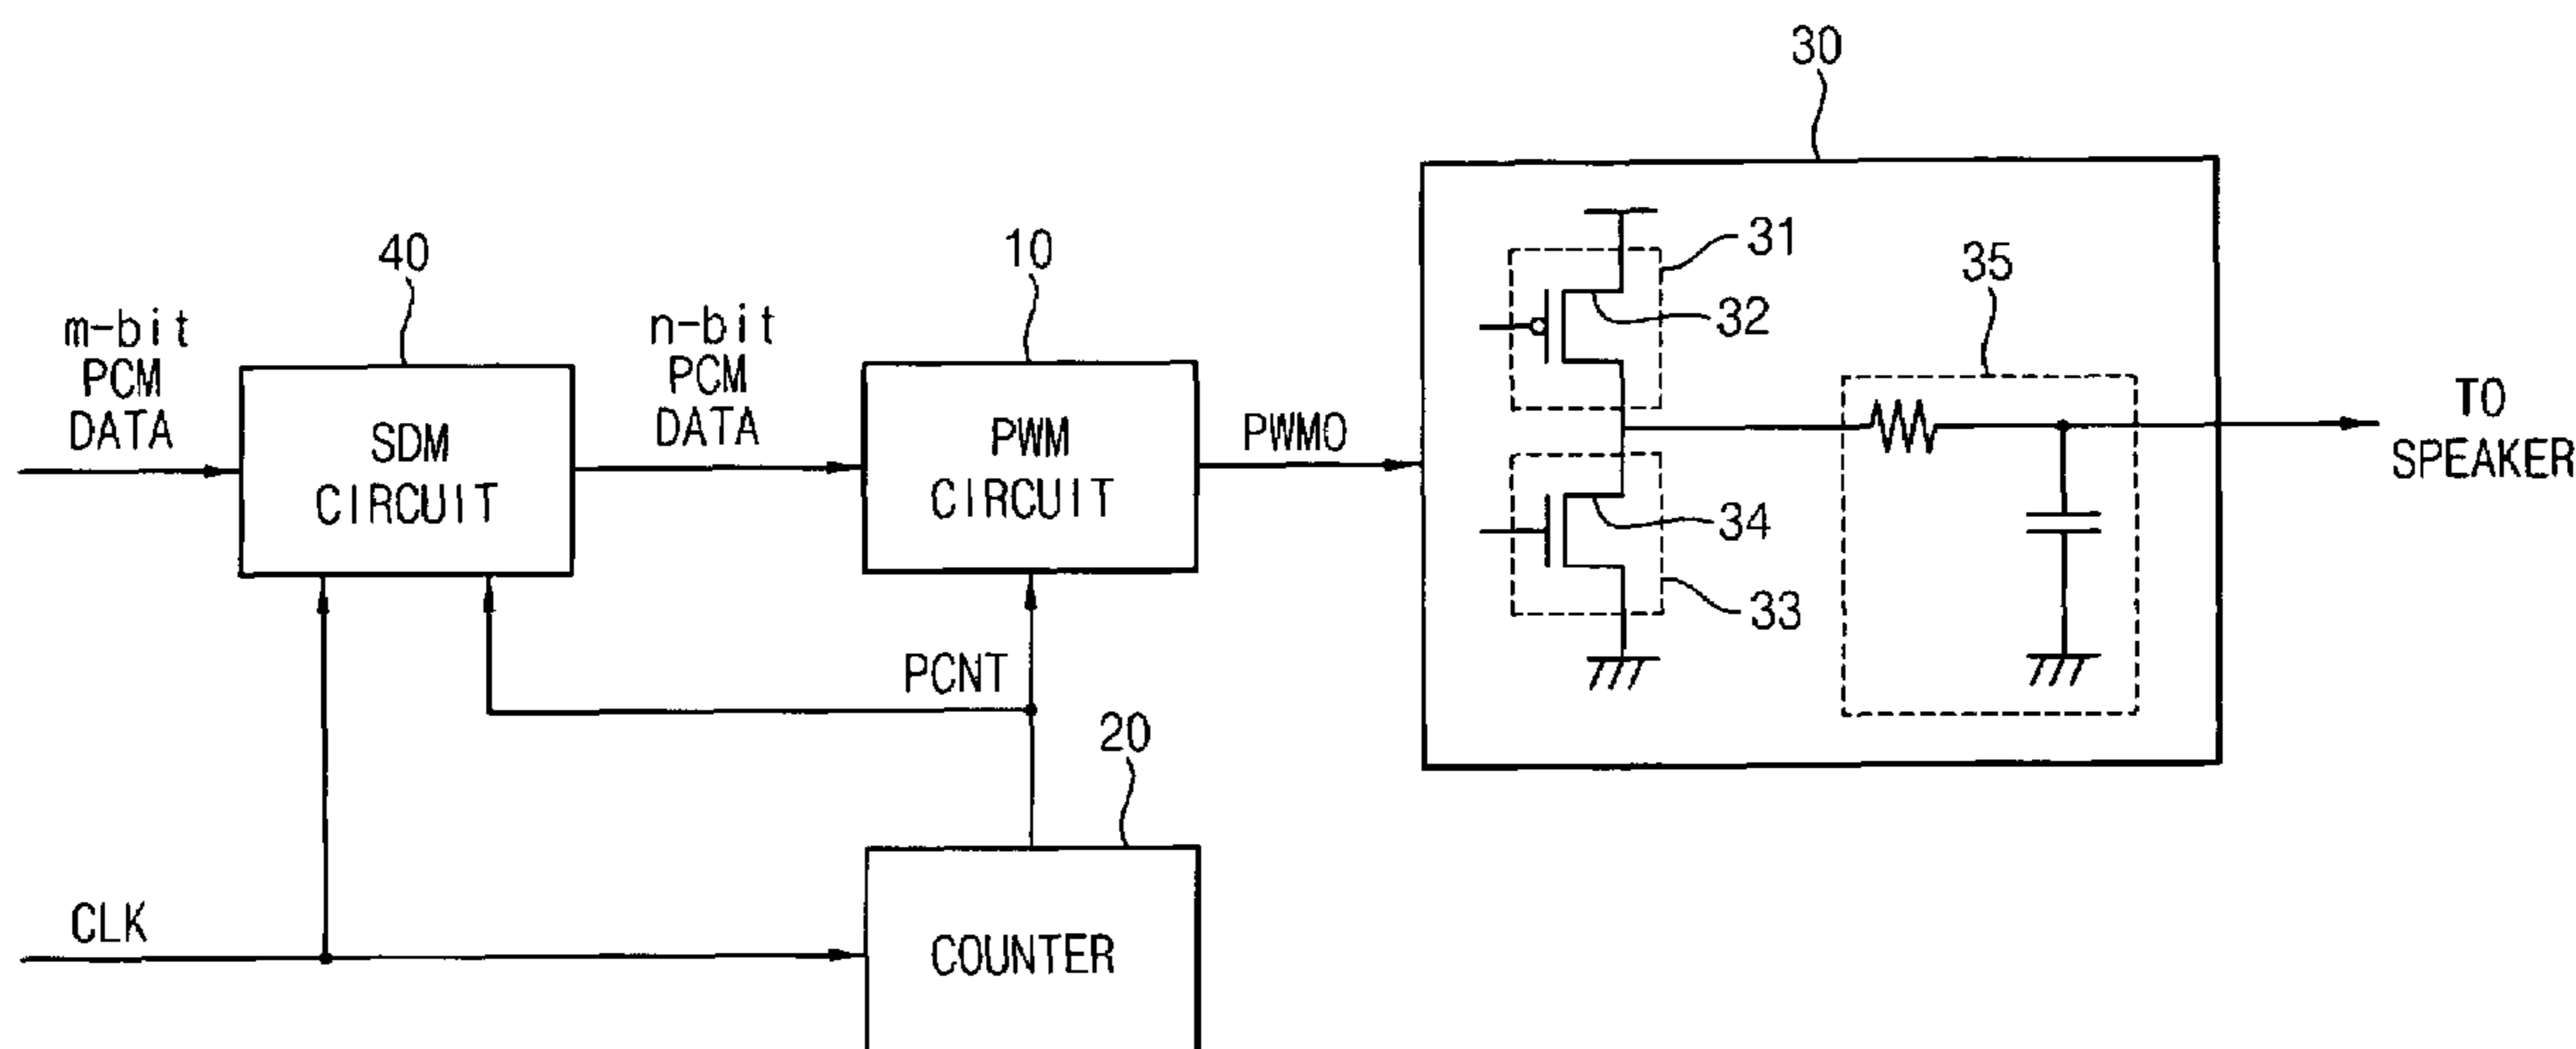 30
40
10
31
35
m-bit
PCM
DATA
n-bit
PCM
DATA
32
SDM
CIRCUIT
PWM
CIRCUIT
PWMO
TO
SPEAKER
34
33
PCNT
20
CLK
COUNTER